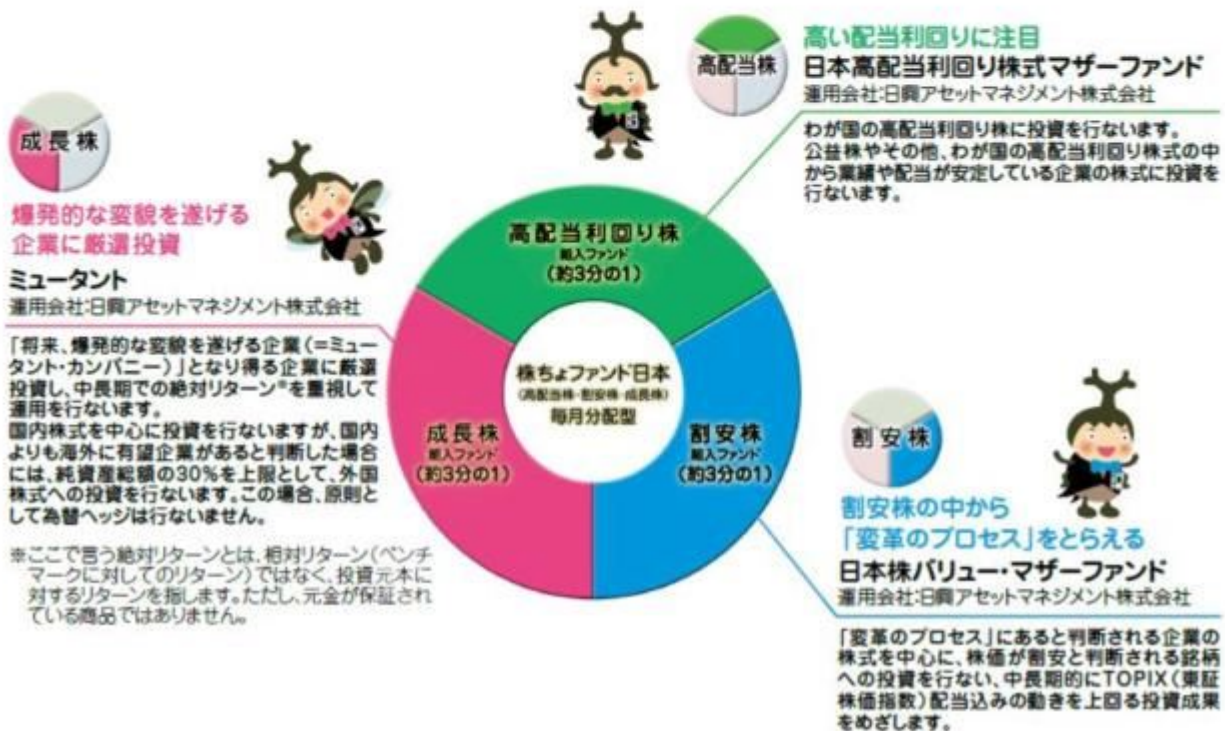 高配当株
高い配当利回りに注目
日本高配当利回り株式マザーファンド
運用会社:日興アセットマネジメント株式会社
わが国の高配当利回り株に投資を行ないます。
公益株やその他、わが国の高配当利回り株式の中
から業績や配当が安定している企業の株式に投資を
行ないます。
成長株
爆発的な変貌を遂げる
企業に厳選投資
ミュータント
運用会社:日興アセットマネジメント株式会社
「将来、爆発的な変貌を遂げる企業(=ミュー
タント・カンパニー)」となり得る企業に厳選
投資し、中長期での絶対リターン※を重視して
運用を行ないます。
国内株式を中心に投資を行ないますが、国内
よりも海外に有望企業があると判断した場合
には、純資産総額の30%を上限として、外国
株式への投資を行ないます。この場合、原則と
して為替ヘッジは行ないません。
※ここで言う絶対リターンとは、相対リターン(ベンチ
マークに対してのリターン)ではなく、投資元本に
対するリターンを指します。ただし、元金が保証され
ている商品ではありません。
高配当利回り株
組入ファンド
(約3分の1)
株ちょファンド日本
(高配当株・割安株・成長株)
毎月分配型
成長株
組入ファンド
(約3分の1)
割安株
組入ファンド
(約3分の1)
割安株
割安株の中から
「変革のプロセス」をとらえる
日本株バリュー・マザーファンド
運用会社:日興アセットマネジメント株式会社
「変革のプロセス」にあると判断される企業の
株式を中心に、株価が割安と判断される銘柄
への投資を行ない、中長期的にTOPIX(東証
株価指数)配当込みの動きを上回る投資成果
をめざします。